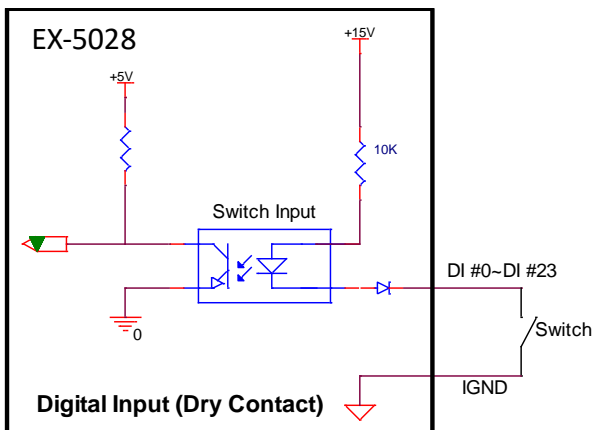 EX-5028
+15V
+5V
10K
Switch Input
DI #0~DI #23
Switch
0
IGND
Digital Input (Dry Contact)